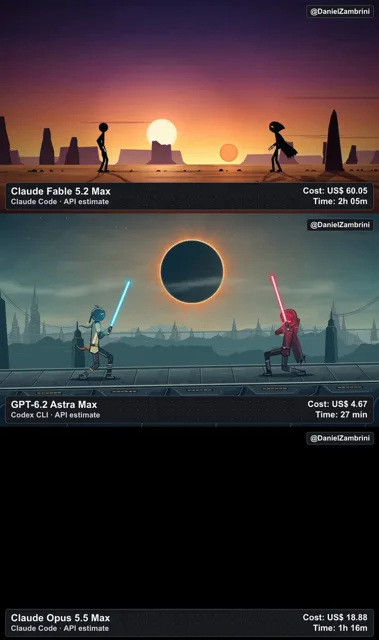 @DanielZambrini
Claude Fable 5.2 Max
Claude Code · API estimate
Cost: US$ 60.05
Time: 2h 05m
@DanielZambrini
GPT-6.2 Astra Max
Codex CLI · API estimate
Cost: US$ 4.67
Time: 27 min
@DanielZambrini
Claude Opus 5.5 Max
Claude Code · API estimate
Cost: US$ 18.88
Time: 1h 16m